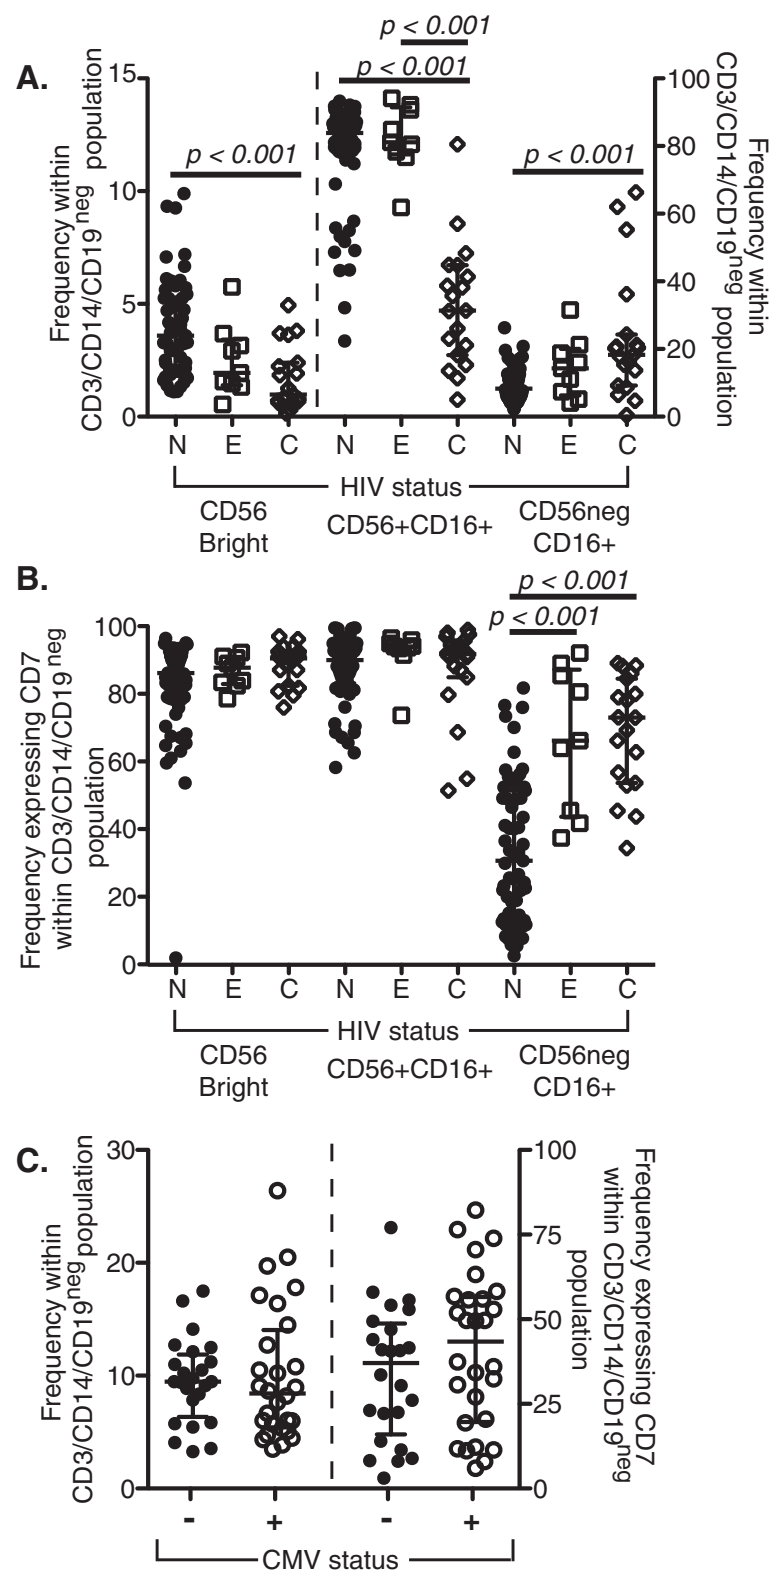 A.
p < 0.001
p < 0.001
p < 0.001
p < 0.001
Frequency within
CD3/CD14/CD19neg population
15
10
5
0
100
80
60
40
20
0
Frequency within
CD3/CD14/CD19neg population
N E C N E C N E C
HIV status
CD56 Bright
CD56+CD16+
CD56neg CD16+
B.
p < 0.001
p < 0.001
Frequency expressing CD7
within CD3/CD14/CD19neg
population
100
80
60
40
20
0
N E C N E C N E C
HIV status
CD56 Bright
CD56+CD16+
CD56neg CD16+
C.
Frequency within
CD3/CD14/CD19neg population
30
20
10
0
100
75
50
25
0
Frequency expressing CD7
within CD3/CD14/CD19neg
population
- + - +
CMV status